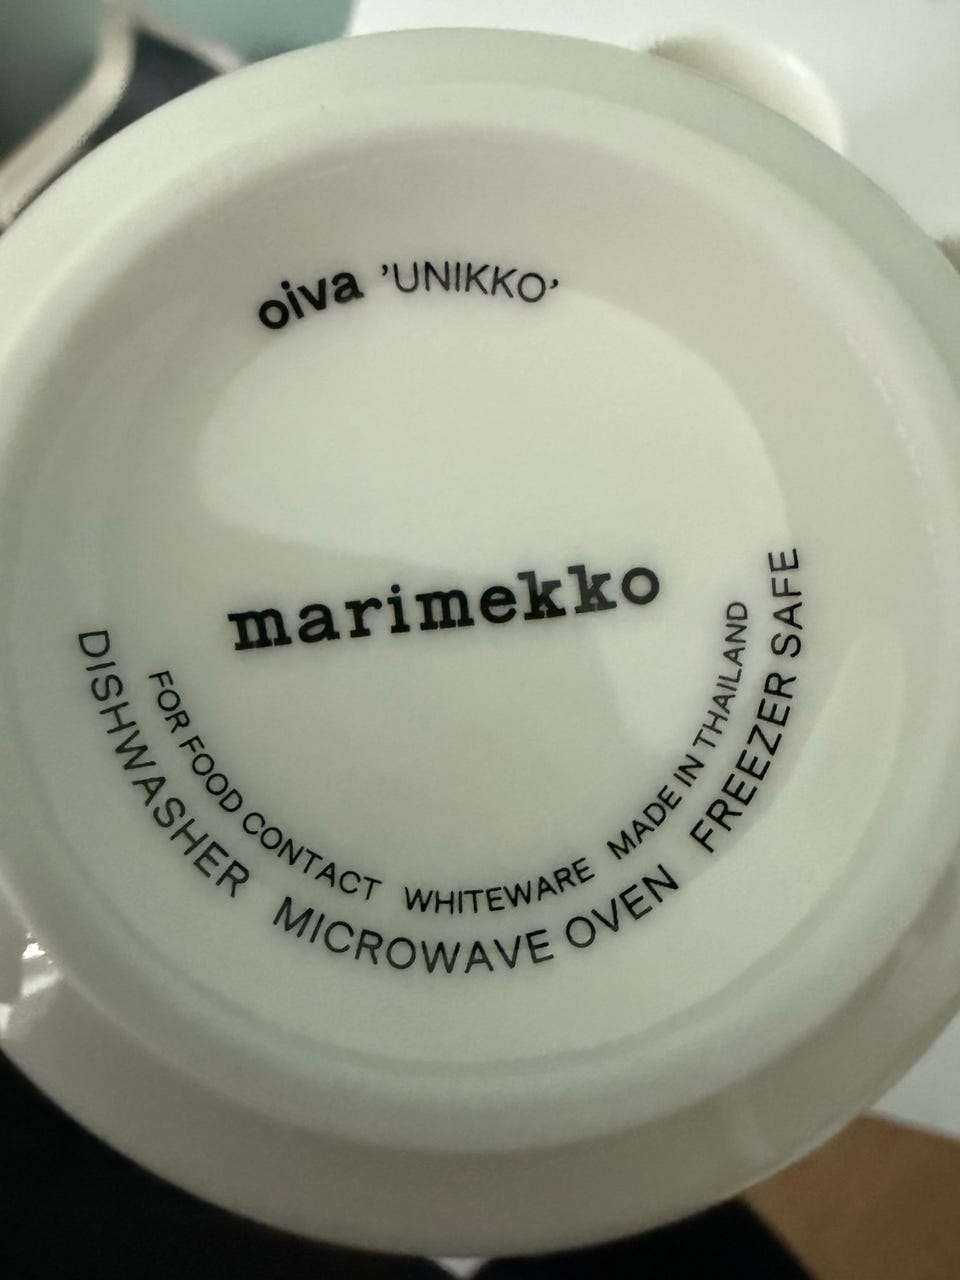 oiva ’UNIKKO’
marimekko
FOR FOOD CONTACT WHITEWARE MADE IN THAILAND
DISHWASHER MICROWAVE OVEN FREEZER SAFE